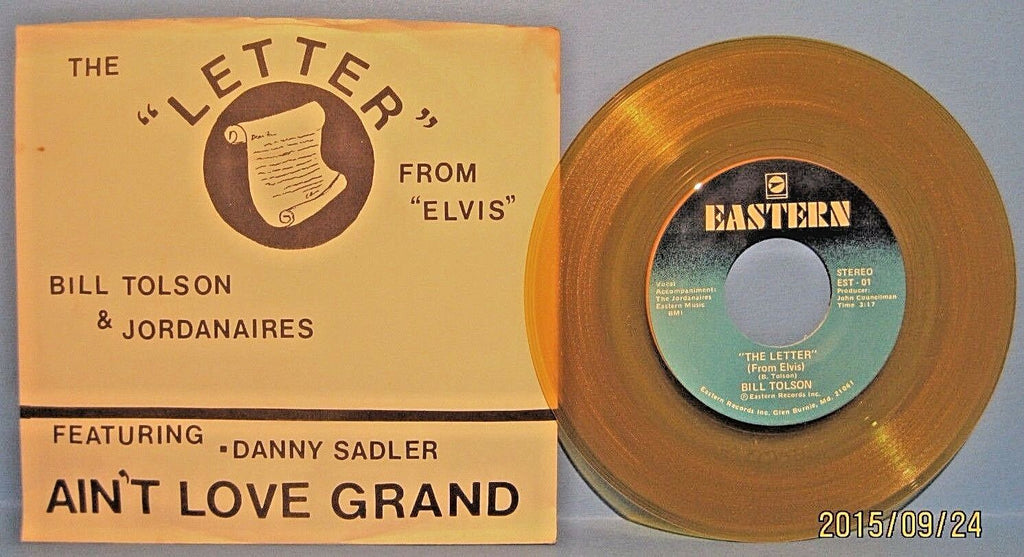 THE
"LETTER"
FROM
"ELVIS"
BILL TOLSON
& JORDANAIRES
FEATURING
▪DANNY SADLER
AIN'T LOVE GRAND
EASTERN
Vocal
Accompaniment:
The Jordanaires
Eastern Music
BMI
STEREO
EST-01
Producer:
John Councilman
Time 3:17
"THE LETTER"
(From Elvis)
(B. Tolson)
BILL TOLSON
Ⓟ Eastern Records Inc.
Eastern Records Inc. Glen Burnie, Md. 21061
2015/09/24